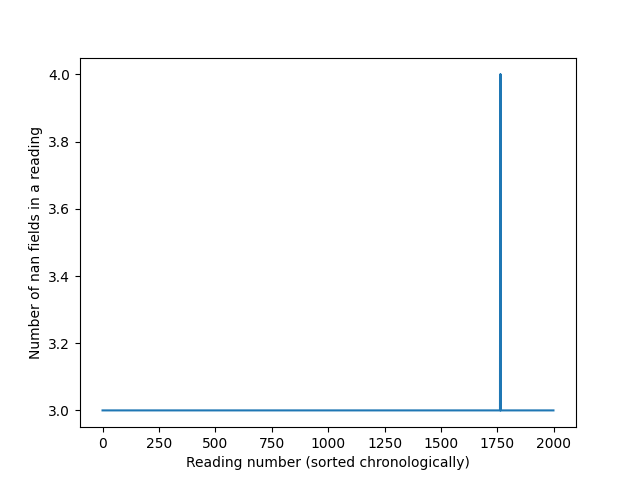 4.0
3.8
3.6
3.4
3.2
3.0
Number of nan fields in a reading
0 250 500 750 1000 1250 1500 1750 2000
Reading number (sorted chronologically)